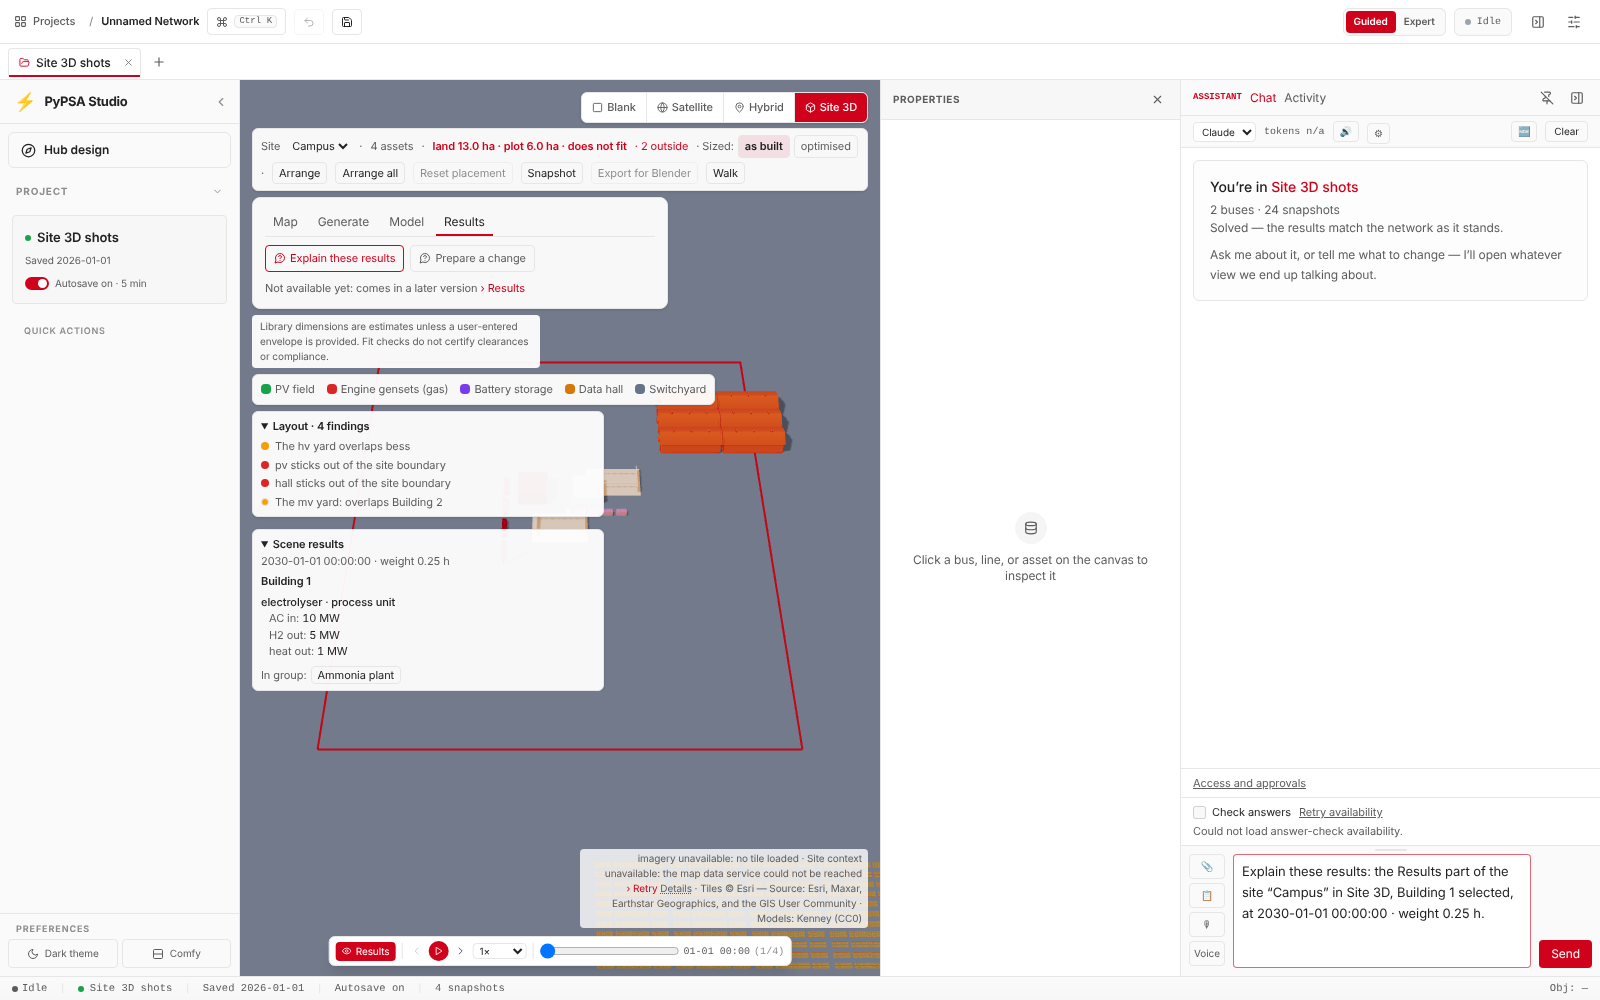 Projects / Unnamed Network ⌘ Ctrl K
Guided Expert Idle
Site 3D shots × +
⚡ PyPSA Studio
Hub design
PROJECT
Site 3D shots
Saved 2026-01-01
Autosave on · 5 min
QUICK ACTIONS
PREFERENCES
Dark theme Comfy
Blank Satellite Hybrid Site 3D
Site Campus · 4 assets · land 13.0 ha · plot 6.0 ha · does not fit · 2 outside · Sized: as built optimised
· Arrange Arrange all Reset placement Snapshot Export for Blender Walk
Map Generate Model Results
Explain these results Prepare a change
Not available yet: comes in a later version › Results
Library dimensions are estimates unless a user-entered
envelope is provided. Fit checks do not certify clearances
or compliance.
PV field Engine gensets (gas) Battery storage Data hall Switchyard
▼ Layout · 4 findings
The hv yard overlaps bess
pv sticks out of the site boundary
hall sticks out of the site boundary
The mv yard: overlaps Building 2
▼ Scene results
2030-01-01 00:00:00 · weight 0.25 h
Building 1
electrolyser · process unit
AC in: 10 MW
H2 out: 5 MW
heat out: 1 MW
In group: Ammonia plant
imagery unavailable: no tile loaded · Site context
unavailable: the map data service could not be reached
› Retry Details · Tiles © Esri — Source: Esri, Maxar,
Earthstar Geographics, and the GIS User Community ·
Models: Kenney (CC0)
Results 1× 01-01 00:00 (1/4)
PROPERTIES
Click a bus, line, or asset on the canvas to
inspect it
ASSISTANT Chat Activity
Claude tokens n/a Clear
You’re in Site 3D shots
2 buses · 24 snapshots
Solved — the results match the network as it stands.
Ask me about it, or tell me what to change — I’ll open whatever
view we end up talking about.
Access and approvals
Check answers Retry availability
Could not load answer-check availability.
Explain these results: the Results part of the
site “Campus” in Site 3D, Building 1 selected,
at 2030-01-01 00:00:00 · weight 0.25 h.
Voice
Send
Idle Site 3D shots Saved 2026-01-01 Autosave on 4 snapshots Obj: —